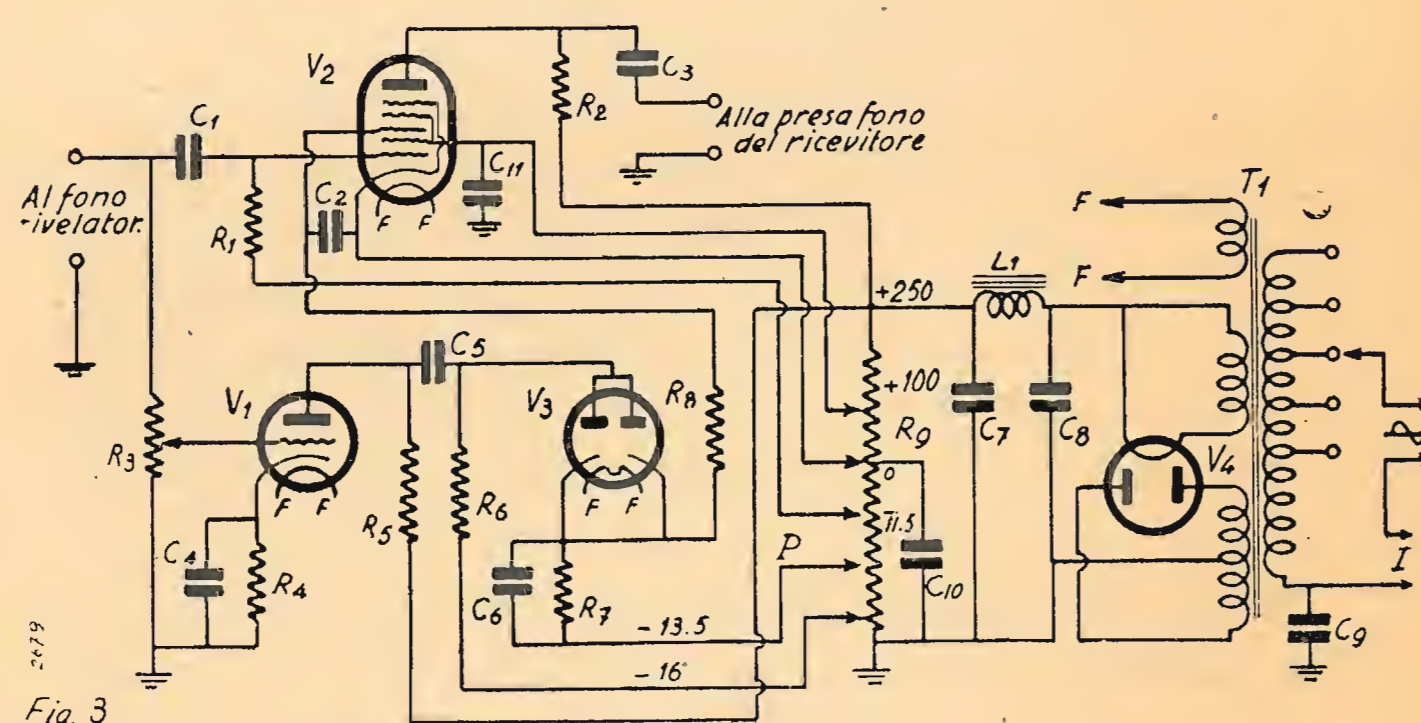 V2
C1
C3
R2
Alla presa fono
del ricevitore
C11
C2
R1
F F
Al fono
rivelator.
T1
F
F
L1
+250
C5
V1
V3
R8
+100
R9
C7
C8
V4
R3
F F
F F
0
R5
R6
11.5
P
C10
C4
R4
C6
R7
I
- 13.5
C9
- 16
2679
Fig. 3